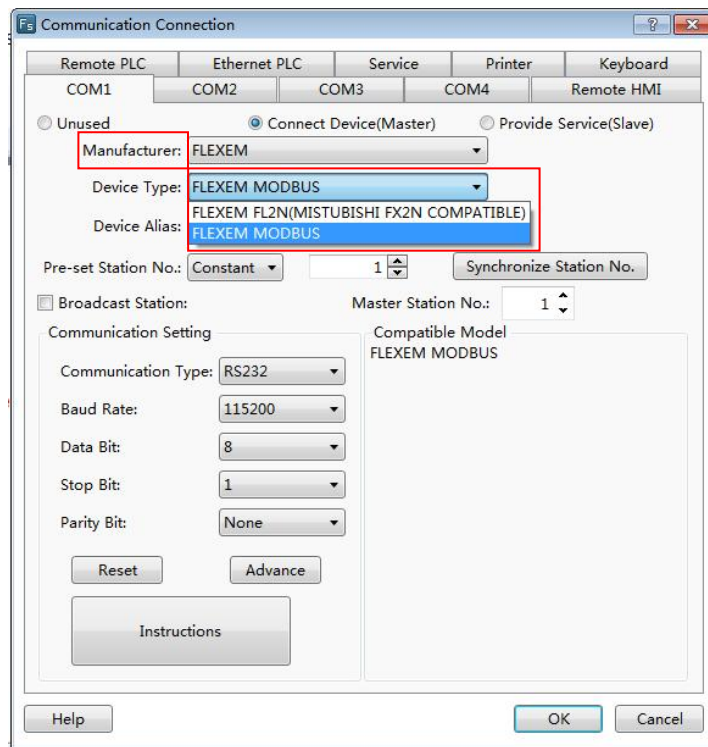 Fs Communication Connection
Remote PLC Ethernet PLC Service Printer Keyboard
COM1 COM2 COM3 COM4 Remote HMI
Unused Connect Device(Master) Provide Service(Slave)
Manufacturer: FLEXEM
Device Type: FLEXEM MODBUS
FLEXEM FL2N(MISTUBISHI FX2N COMPATIBLE)
Device Alias: FLEXEM MODBUS
Pre-set Station No.: Constant 1 Synchronize Station No.
Broadcast Station: Master Station No.: 1
Communication Setting Compatible Model
FLEXEM MODBUS
Communication Type: RS232
Baud Rate: 115200
Data Bit: 8
Stop Bit: 1
Parity Bit: None
Reset Advance
Instructions
Help OK Cancel